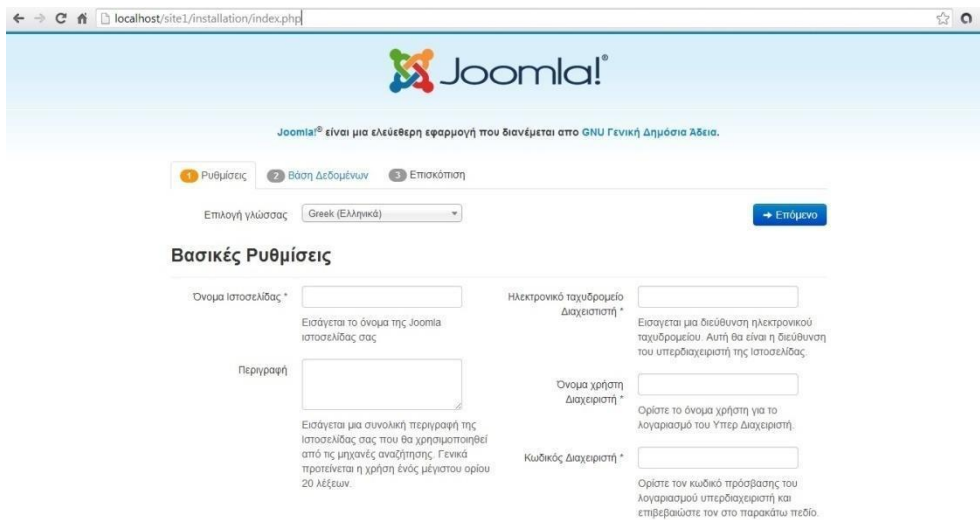 localhost/site1/installation/index.php
Joomla!®
Joomla!® είναι μια ελεύεθερη εφαρμογή που διανέμεται απο GNU Γενική Δημόσια Άδεια.
1 Ρυθμίσεις 2 Βάση Δεδομένων 3 Επισκόπιση
Επιλογή γλώσσας Greek (Ελληνικά) Επόμενο
Βασικές Ρυθμίσεις
Όνομα Ιστοσελίδας *
Εισάγεται το όνομα της Joomla
ιστοσελίδας σας
Περιγραφή
Εισάγεται μια συνολική περιγραφή της
Ιστοσελίδας σας που θα χρησιμοποιηθεί
από τις μηχανές αναζήτησης. Γενικά
προτείνεται η χρήση ένός μέγιστου ορίου
20 λέξεων.
Ηλεκτρονικό ταχυδρομείο
Διαχειστιστή *
Εισαγεται μια διεύθυνση ηλεκτρονικού
ταχυδρομείου. Αυτή θα είναι η διεύθυνση
του υπερδιαχειριστή της Ιστοσελίδας.
Όνομα χρήστη
Διαχειριστή *
Ορίστε το όνομα χρήστη για το
λογαριασμό του Υπερ Διαχειριστή.
Κωδικός Διαχειριστή *
Ορίστε τον κωδικό πρόσβασης του
λογαριασμού υπερδιαχειριστή και
επιβεβαιώστε τον στο παρακάτω πεδίο.